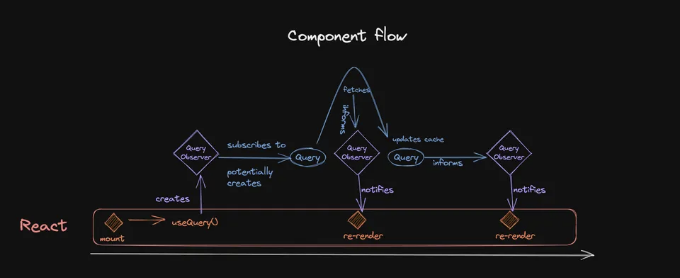 Component flow
fetches
informs
Query
Observer
subscribes to
potentially
creates
Query
Query
Observer
updates cache
Query
informs
Query
Observer
creates
notifies
notifies
React
mount
useQuery()
re-render
re-render